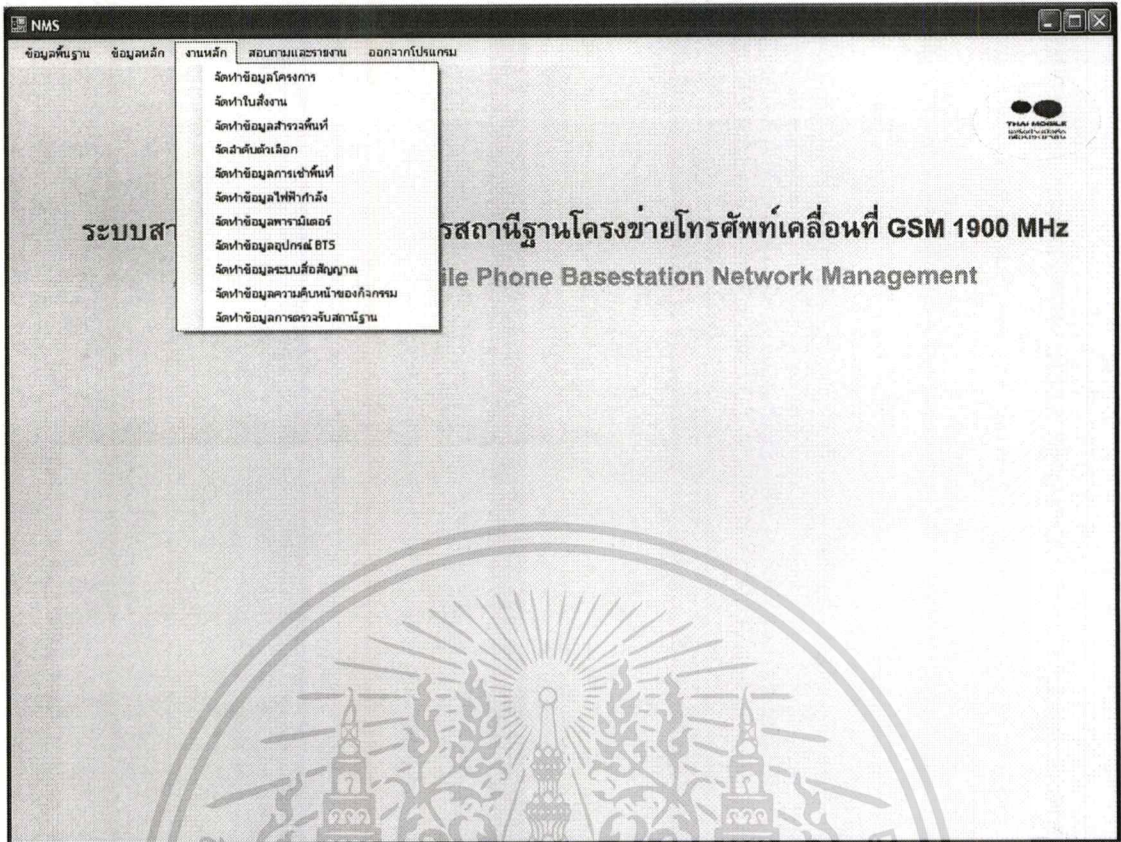 NMS
ข้อมูลพื้นฐาน ข้อมูลหลัก งานหลัก สอบถามและรายงาน ออกจากโปรแกรม
จัดทำข้อมูลโครงการ
จัดทำใบสั่งงาน
จัดทำข้อมูลสำรวจพื้นที่
จัดลำดับตัวเลือก
จัดทำข้อมูลการเช่าพื้นที่
จัดทำข้อมูลไฟฟ้ากำลัง
จัดทำข้อมูลพารามิเตอร์
จัดทำข้อมูลอุปกรณ์ BTS
จัดทำข้อมูลระบบสื่อสัญญาณ
จัดทำข้อมูลความคืบหน้าของกิจกรรม
จัดทำข้อมูลการตรวจรับสถานีฐาน
THAI MOBILE
ระบบสา รสถานีฐานโครงข่ายโทรศัพท์เคลื่อนที่ GSM 1900 MHz
ile Phone Basestation Network Management